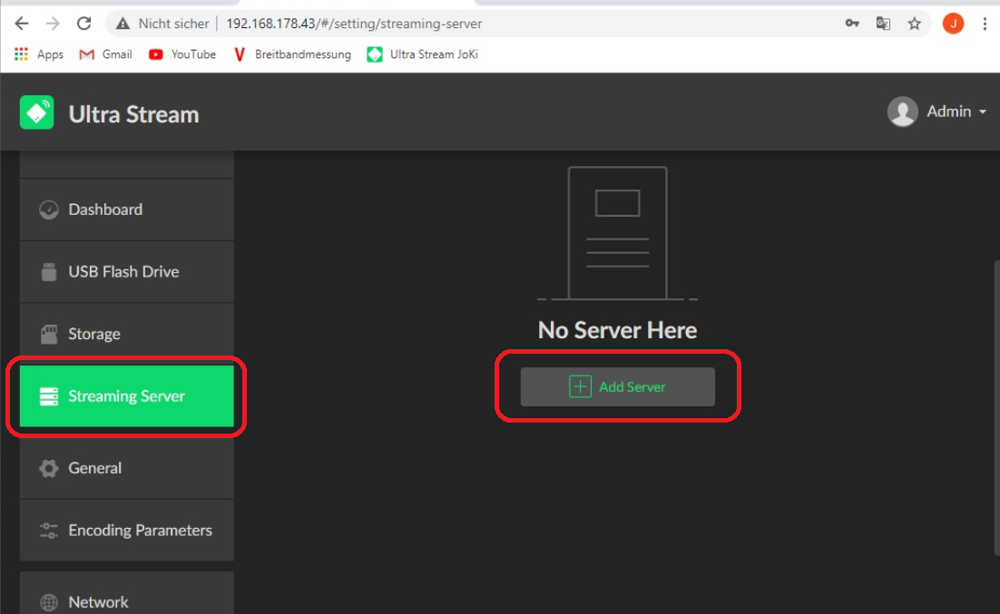 Nicht sicher | 192.168.178.43/#/setting/streaming-server
J
Apps Gmail YouTube Breitbandmessung Ultra Stream JoKi
Ultra Stream
Admin
Dashboard
USB Flash Drive
Storage
Streaming Server
General
Encoding Parameters
Network
No Server Here
Add Server